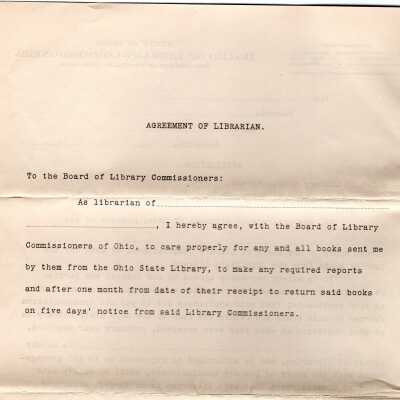 AGREEMENT OF LIBRARIAN.
To the Board of Library Commissioners:
As librarian of
, I hereby agree, with the Board of Library
Commissioners of Ohio, to care properly for any and all books sent me
by them from the Ohio State Library, to make any required reports
and after one month from date of their receipt to return said books
on five days' notice from said Library Commissioners.